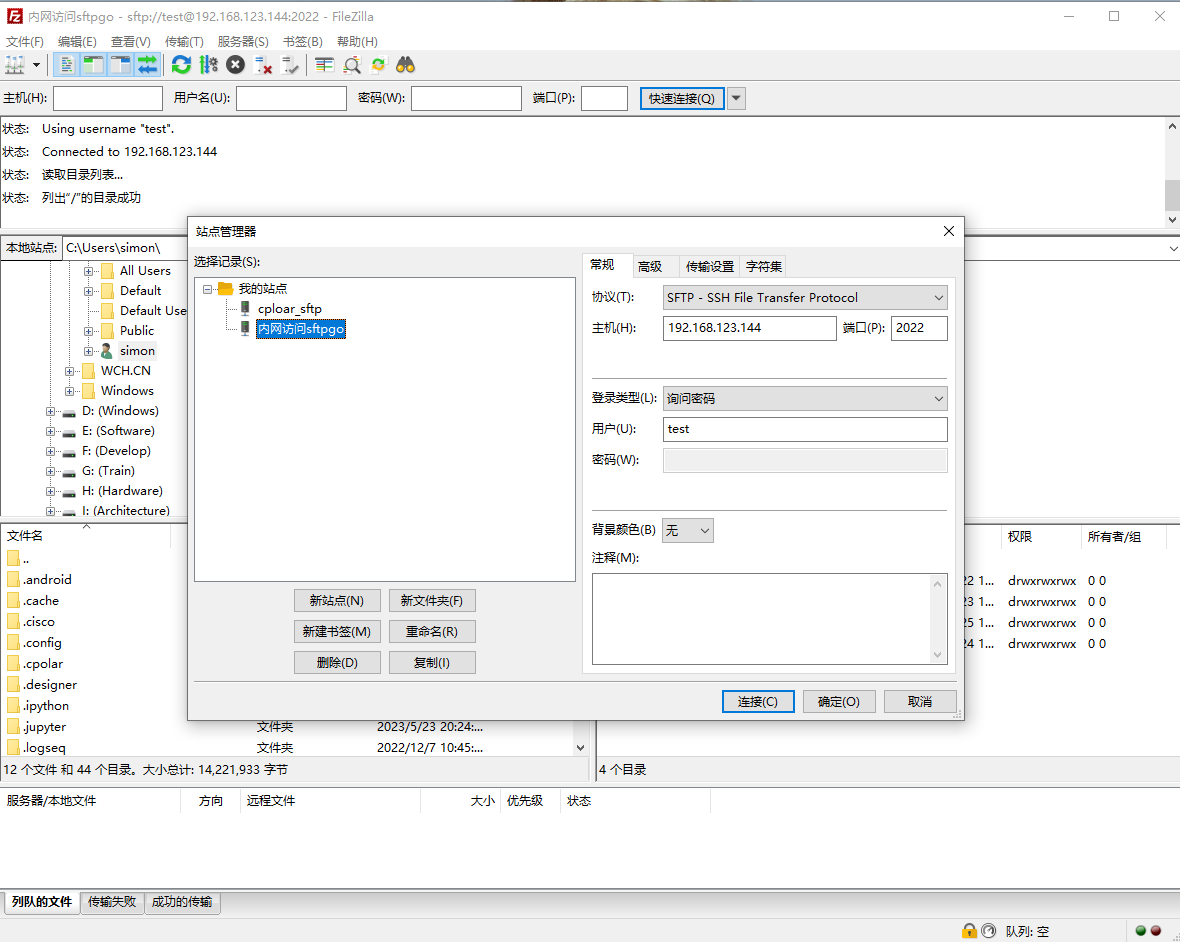 内网访问sftpgo - sftp://test@192.168.123.144:2022 - FileZilla
文件(F) 编辑(E) 查看(V) 传输(T) 服务器(S) 书签(B) 帮助(H)
主机(H): 用户名(U): 密码(W): 端口(P): 快速连接(Q)
状态: Using username "test".
状态: Connected to 192.168.123.144
状态: 读取目录列表...
状态: 列出“/”的目录成功
本地站点: C:\Users\simon\
All Users
Default
Default Use
Public
simon
WCH.CN
Windows
D: (Windows)
E: (Software)
F: (Develop)
G: (Train)
H: (Hardware)
I: (Architecture)
文件名
..
.android
.cache
.cisco
.config
.cpolar
.designer
.ipython
.jupyter 文件夹 2023/5/23 20:24:...
.logseq 文件夹 2022/12/7 10:45:...
12 个文件 和 44 个目录。大小总计: 14,221,933 字节
站点管理器
选择记录(S):
我的站点
cploar_sftp
内网访问sftpgo
新站点(N) 新文件夹(F)
新建书签(M) 重命名(R)
删除(D) 复制(I)
常规 高级 传输设置 字符集
协议(T): SFTP - SSH File Transfer Protocol
主机(H): 192.168.123.144 端口(P): 2022
登录类型(L): 询问密码
用户(U): test
密码(W):
背景颜色(B) 无
注释(M):
连接(C) 确定(O) 取消
权限 所有者/组
22 1... drwxrwxrwx 0 0
23 1... drwxrwxrwx 0 0
25 1... drwxrwxrwx 0 0
24 1... drwxrwxrwx 0 0
4 个目录
服务器/本地文件 方向 远程文件 大小 优先级 状态
列队的文件 传输失败 成功的传输
队列: 空